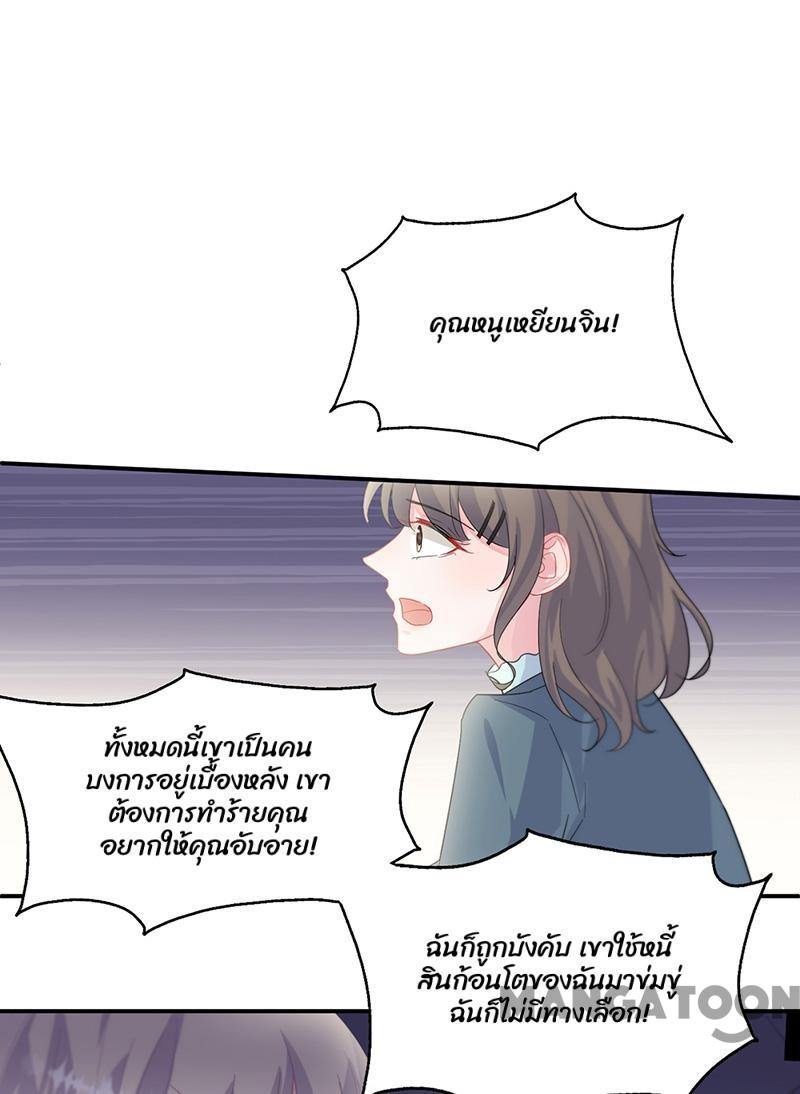 คุณหนูเหยียนจิน!
ทั้งหมดนี้เขาเป็นคน
บงการอยู่เบื้องหลัง เขา
ต้องการทำร้ายคุณ
อยากให้คุณอับอาย!
ฉันก็ถูกบังคับ เขาใช้หนี้
สินก้อนโตของฉันมาข่มขู่
ฉันก็ไม่มีทางเลือก!
MANGATOON